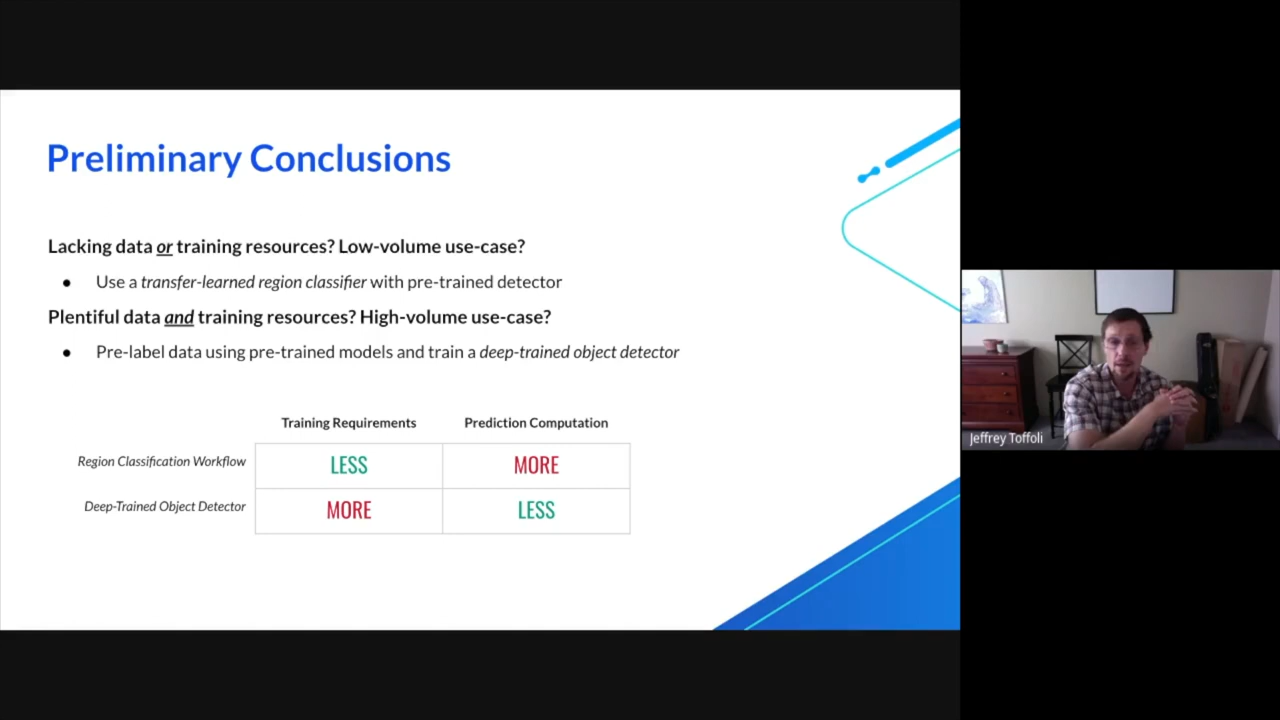 Preliminary Conclusions
Lacking data or training resources? Low-volume use-case?
● Use a transfer-learned region classifier with pre-trained detector
Plentiful data and training resources? High-volume use-case?
● Pre-label data using pre-trained models and train a deep-trained object detector
Training Requirements Prediction Computation
Region Classification Workflow LESS MORE
Deep-Trained Object Detector MORE LESS
Jeffrey Toffoli